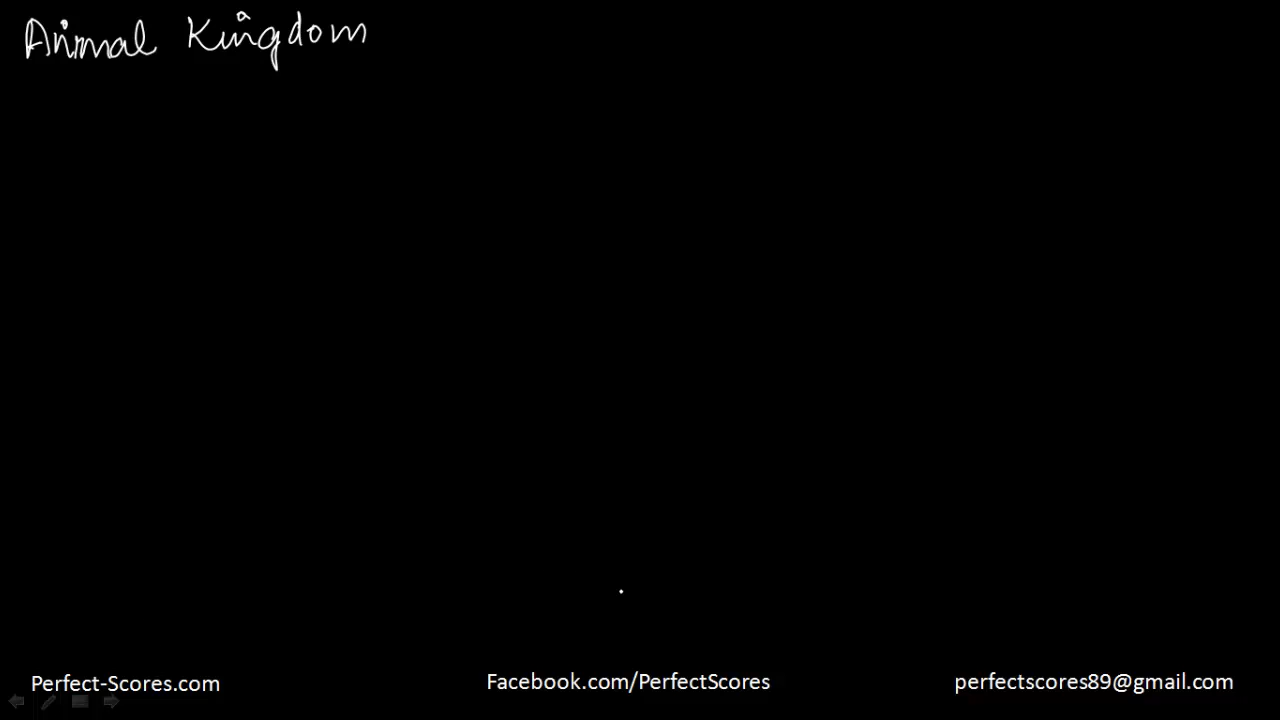 Animal Kingdom
Perfect-Scores.com
Facebook.com/PerfectScores
perfectscores89@gmail.com